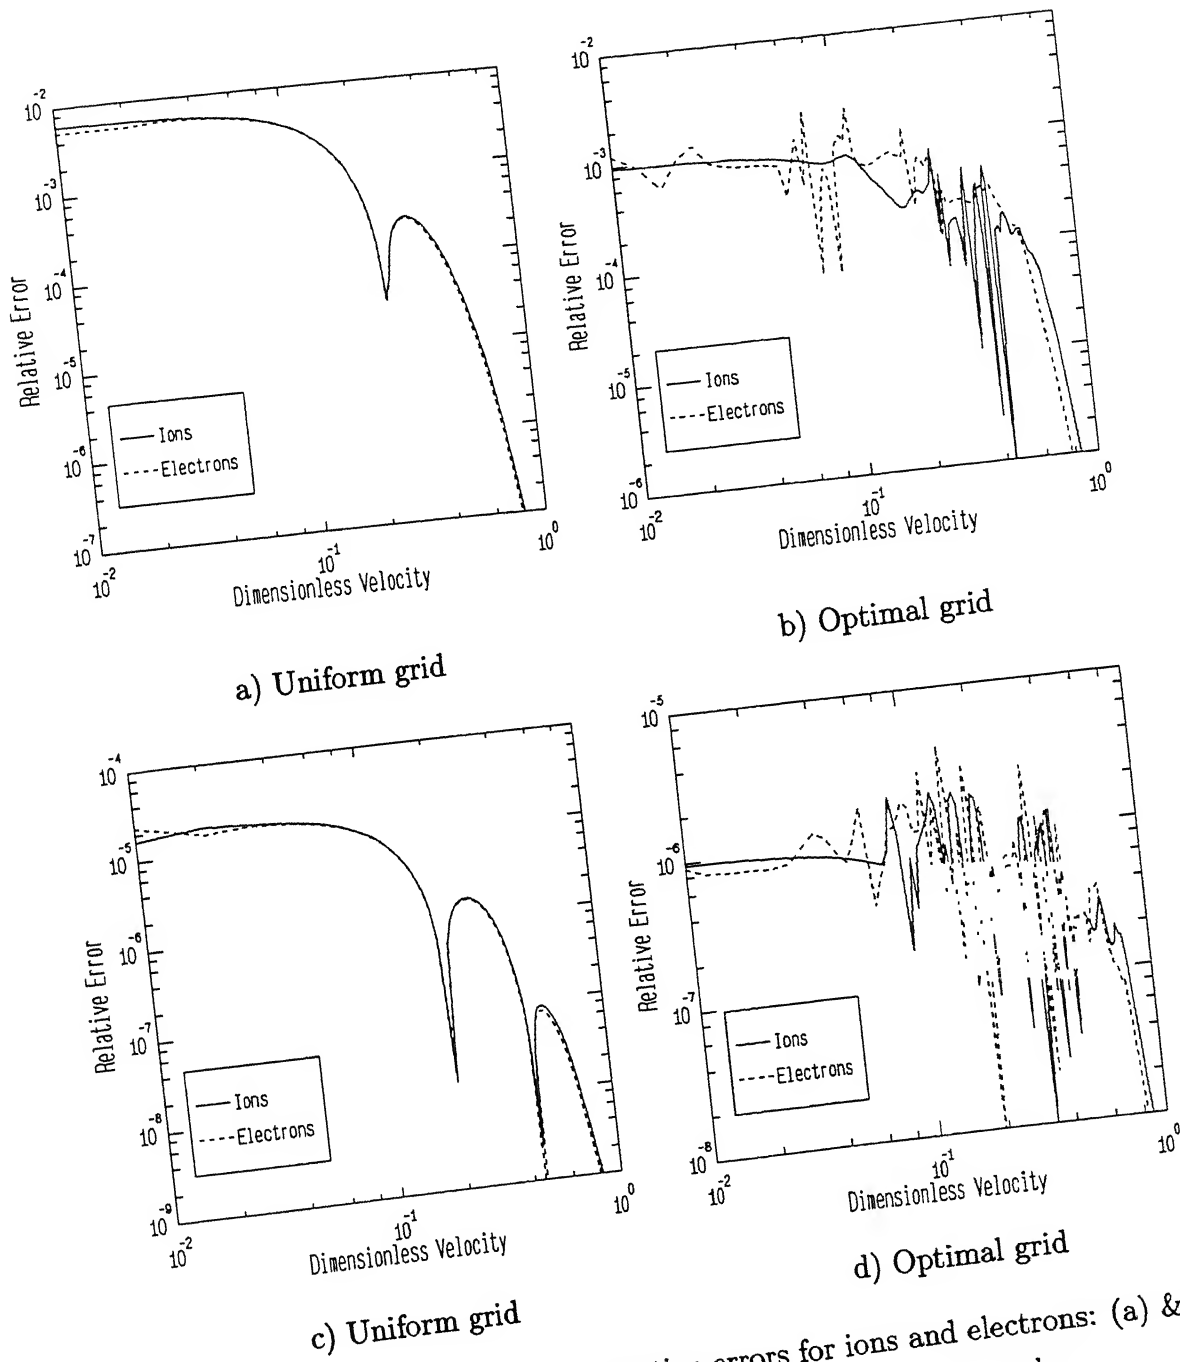 10^-2
10^-3
10^-4
10^-5
10^-6
10^-7
Relative Error
Ions
Electrons
10^-2
10^-1
10^0
Dimensionless Velocity
a) Uniform grid
10^-2
10^-3
10^-4
10^-5
10^-6
Relative Error
Ions
Electrons
10^-2
10^-1
10^0
Dimensionless Velocity
b) Optimal grid
10^-4
10^-5
10^-6
10^-7
10^-8
10^-9
Relative Error
Ions
Electrons
10^-2
10^-1
10^0
Dimensionless Velocity
c) Uniform grid
10^-5
10^-6
10^-7
10^-8
Relative Error
Ions
Electrons
10^-2
10^-1
10^0
Dimensionless Velocity
d) Optimal grid
errors for ions and electrons: (a) &